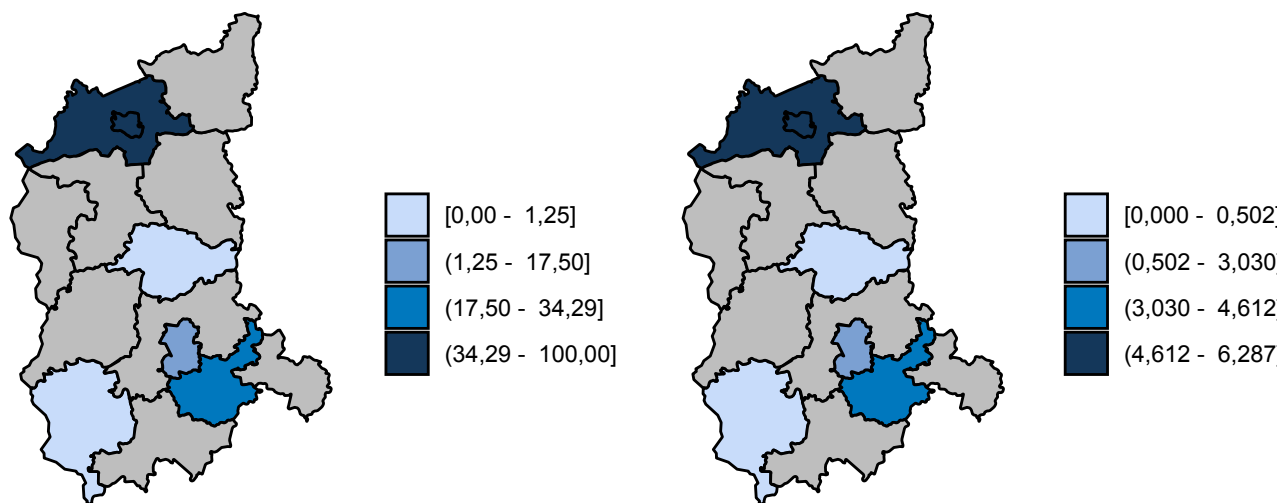 [0,00 - 1,25]
(1,25 - 17,50]
(17,50 - 34,29]
(34,29 - 100,00]
[0,000 - 0,502]
(0,502 - 3,030]
(3,030 - 4,612]
(4,612 - 6,287]